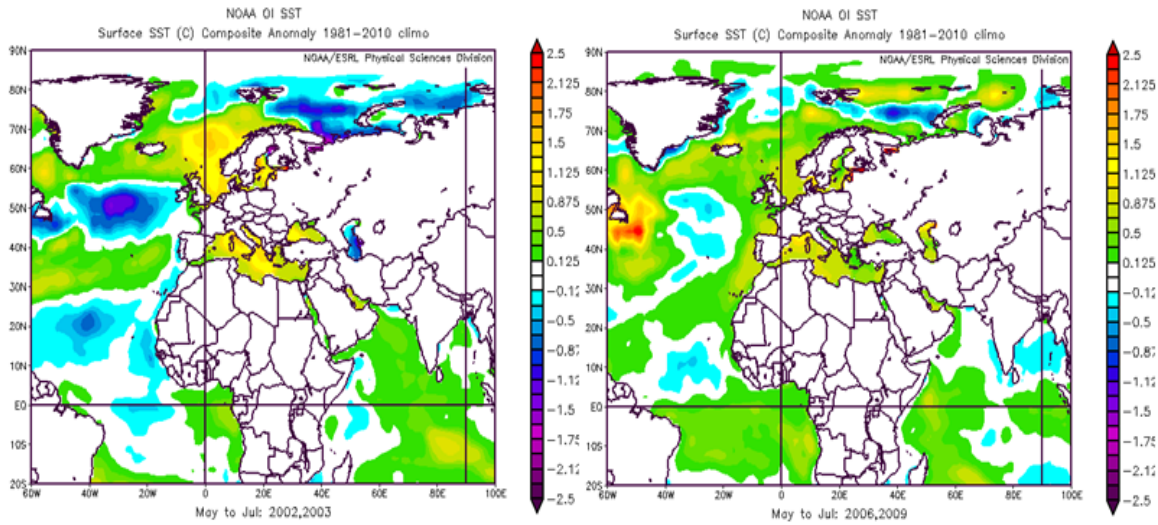 NOAA OI SST
Surface SST (C) Composite Anomaly 1981-2010 climo
NOAA/ESRL Physical Sciences Division
90N
80N
70N
60N
50N
40N
30N
20N
10N
EQ
10S
20S
60W
40W
20W
0
20E
40E
60E
80E
100E
May to Jul: 2002,2003
2.5
2.125
1.75
1.5
1.25
0.875
0.5
0.125
-0.12
-0.5
-0.87
-1.12
-1.5
-1.75
-2.12
-2.5
NOAA OI SST
Surface SST (C) Composite Anomaly 1981-2010 climo
NOAA/ESRL Physical Sciences Division
90N
80N
70N
60N
50N
40N
30N
20N
10N
EQ
10S
20S
60W
40W
20W
0
20E
40E
60E
80E
100E
May to Jul: 2006,2009
2.5
2.125
1.75
1.5
1.25
0.875
0.5
0.125
-0.12
-0.5
-0.87
-1.12
-1.5
-1.75
-2.12
-2.5